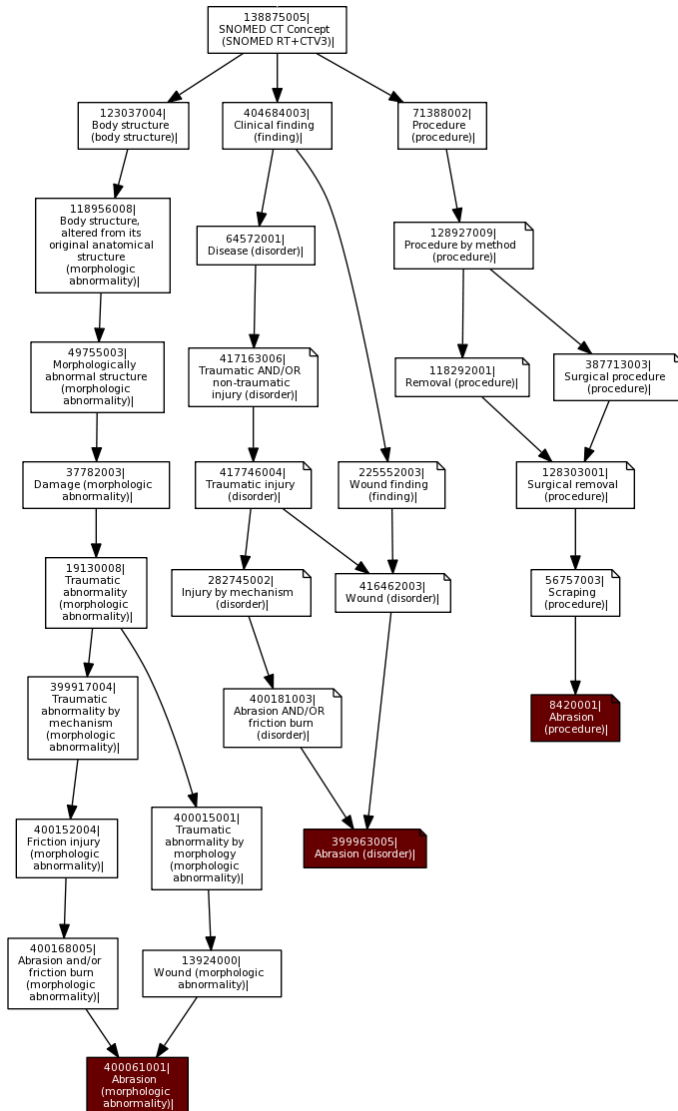 138875005|
SNOMED CT Concept
(SNOMED RT+CTV3)|
123037004|
Body structure
(body structure)|
404684003|
Clinical finding
(finding)|
71388002|
Procedure
(procedure)|
118956008|
Body structure,
altered from its
original anatomical
structure
(morphologic
abnormality)|
64572001|
Disease (disorder)|
128927009|
Procedure by method
(procedure)|
49755003|
Morphologically
abnormal structure
(morphologic
abnormality)|
417163006|
Traumatic AND/OR
non-traumatic
injury (disorder)|
118292001|
Removal (procedure)|
387713003|
Surgical procedure
(procedure)|
37782003|
Damage (morphologic
abnormality)|
417746004|
Traumatic injury
(disorder)|
225552003|
Wound finding
(finding)|
128303001|
Surgical removal
(procedure)|
19130008|
Traumatic
abnormality
(morphologic
abnormality)|
282745002|
Injury by mechanism
(disorder)|
416462003|
Wound (disorder)|
56757003|
Scraping
(procedure)|
399917004|
Traumatic
abnormality by
mechanism
(morphologic
abnormality)|
400181003|
Abrasion AND/OR
friction burn
(disorder)|
8420001|
Abrasion
(procedure)|
400152004|
Friction injury
(morphologic
abnormality)|
400015001|
Traumatic
abnormality by
morphology
(morphologic
abnormality)|
399963005|
Abrasion (disorder)|
400168005|
Abrasion and/or
friction burn
(morphologic
abnormality)|
13924000|
Wound (morphologic
abnormality)|
400061001|
Abrasion
(morphologic
abnormality)|